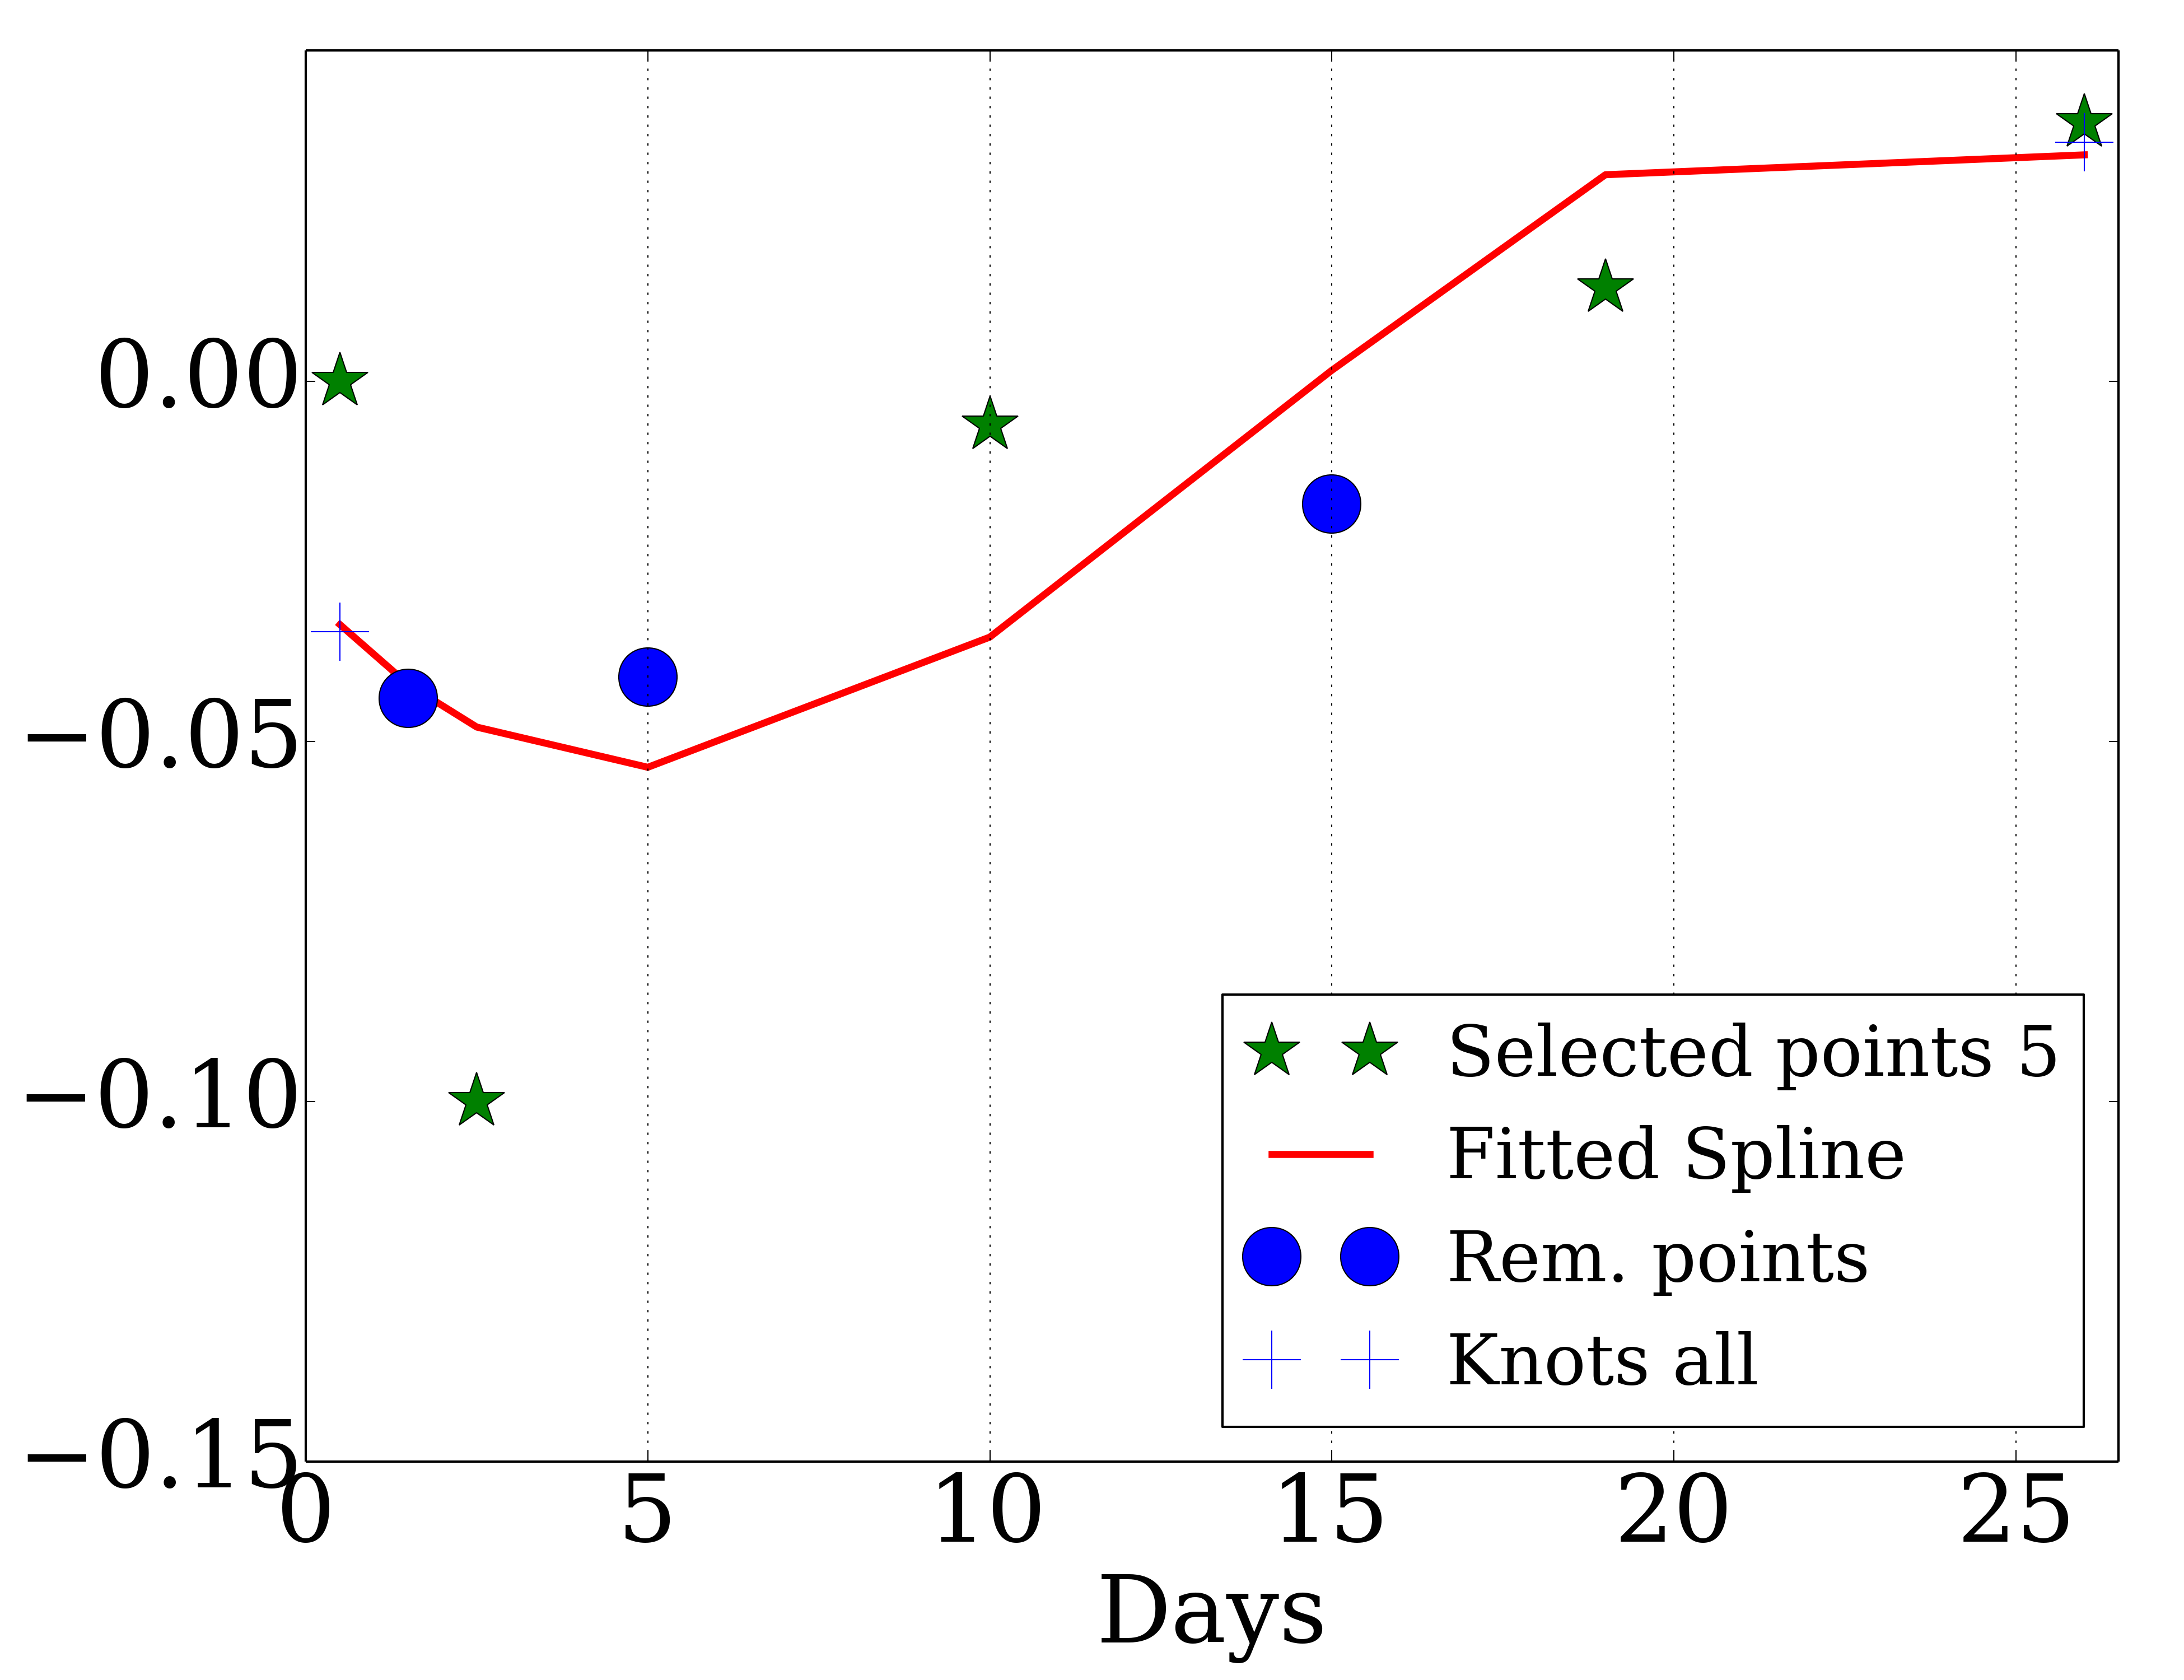 0.00
−0.05
−0.10
−0.15
0 5 10 15 20 25
Days
Selected points 5
Fitted Spline
Rem. points
Knots all